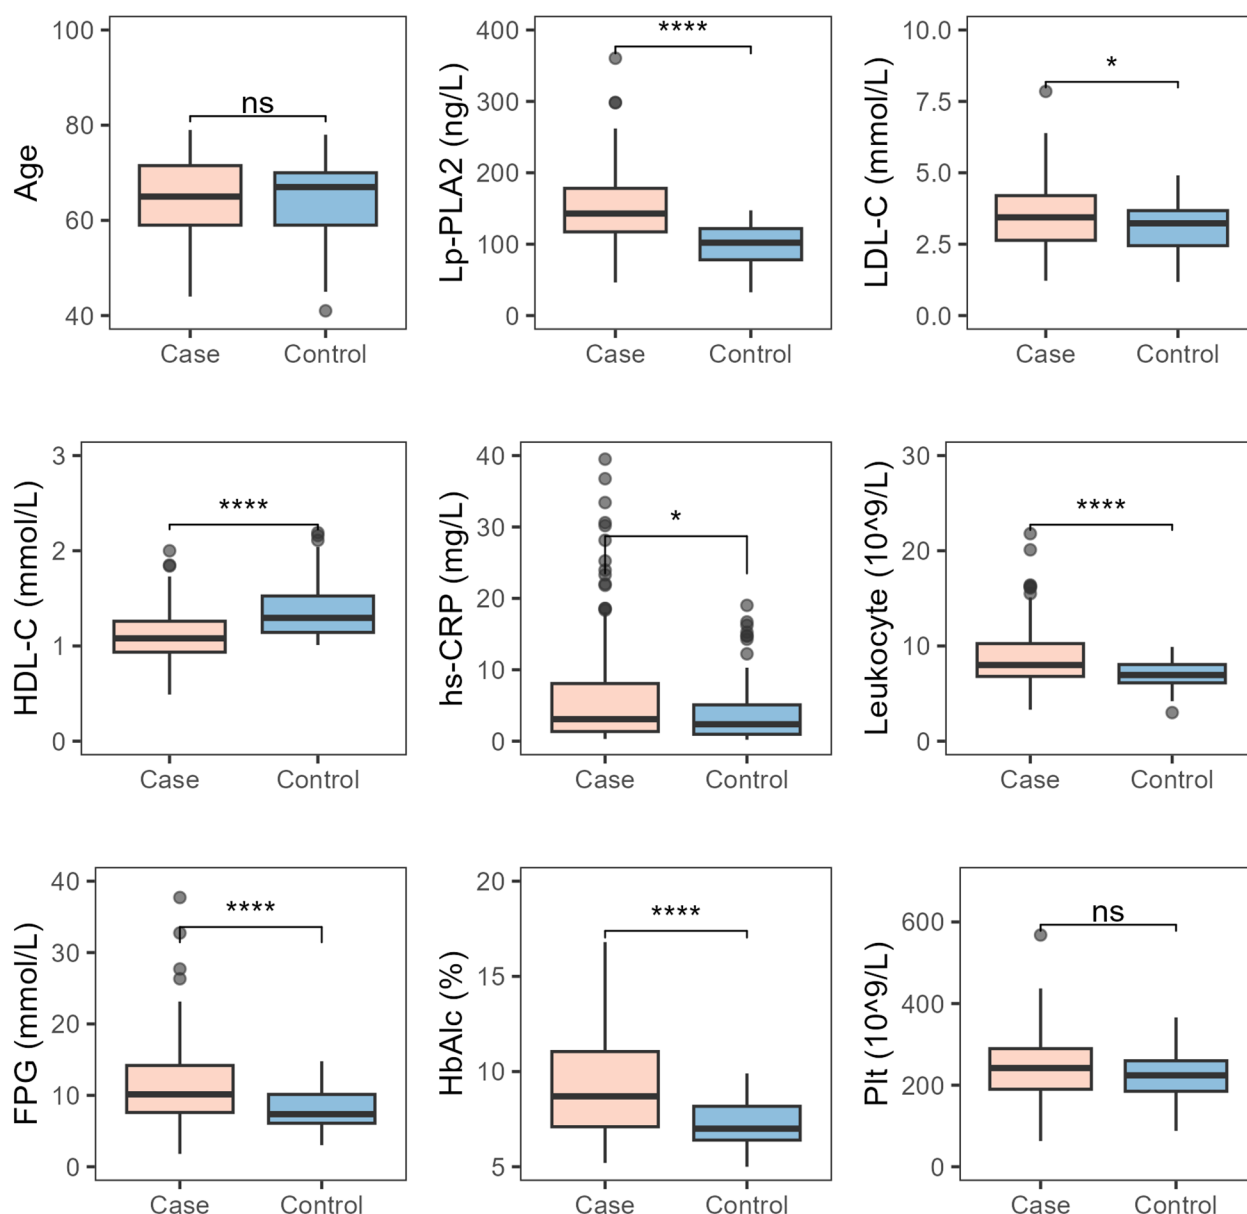 Age
100
80
60
40
ns
Case
Control
Lp-PLA2 (ng/L)
400
300
200
100
0
****
Case
Control
LDL-C (mmol/L)
10.0
7.5
5.0
2.5
0.0
*
Case
Control
HDL-C (mmol/L)
3
2
1
0
****
Case
Control
hs-CRP (mg/L)
40
30
20
10
0
*
Case
Control
Leukocyte (10^9/L)
30
20
10
0
****
Case
Control
FPG (mmol/L)
40
30
20
10
0
****
Case
Control
HbAlc (%)
20
15
10
5
****
Case
Control
Plt (10^9/L)
600
400
200
0
ns
Case
Control